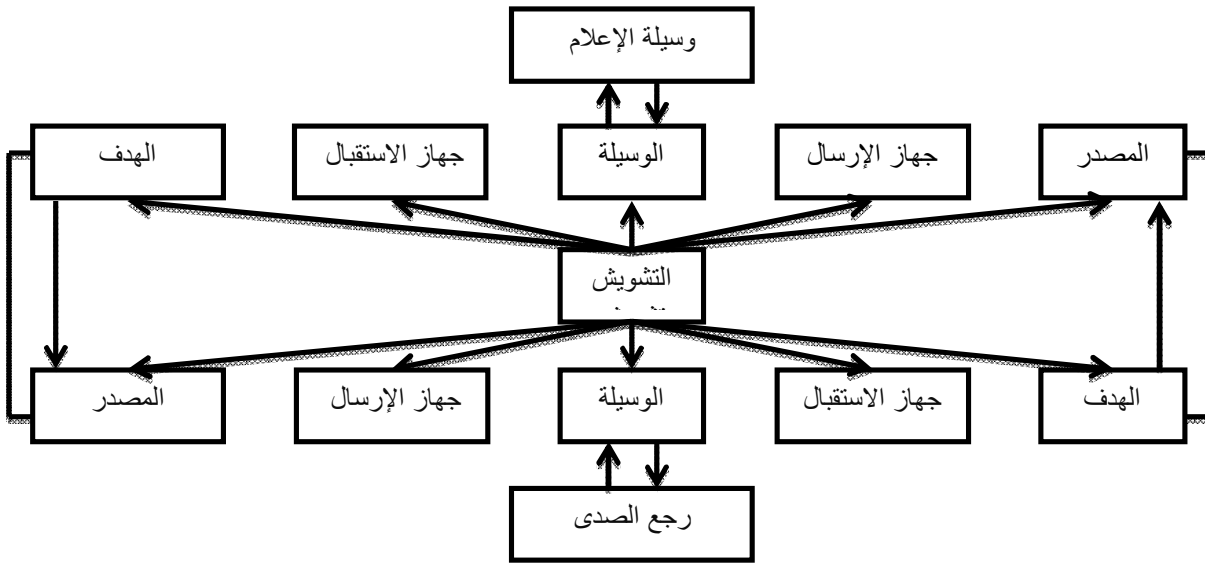 وسيلة الإعلام
المصدر
جهاز الإرسال
الوسيلة
جهاز الاستقبال
الهدف
التشويش
الهدف
جهاز الاستقبال
الوسيلة
جهاز الإرسال
المصدر
رجع الصدى